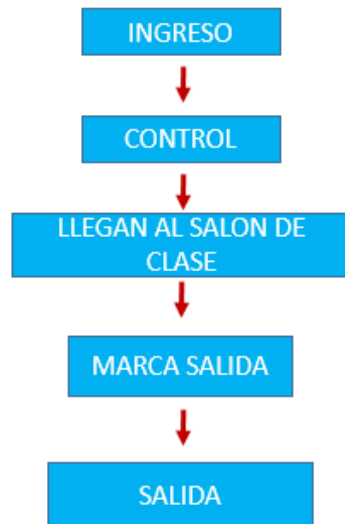 INGRESO
CONTROL
LLEGAN AL SALON DE
CLASE
MARCA SALIDA
SALIDA